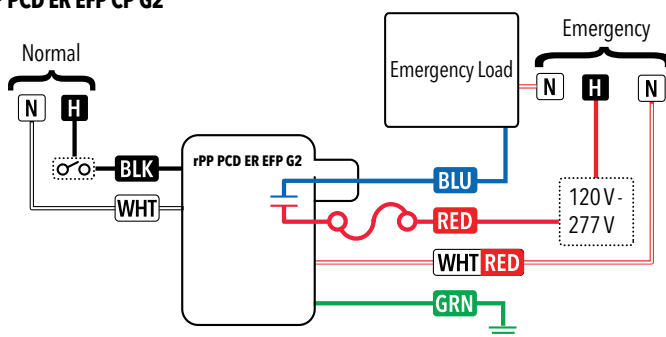 PCD ER EFP CP G2
Normal
N
H
BLK
WHT
rPP PCD ER EFP G2
Emergency Load
Emergency
N
H
N
BLU
RED
120 V -
277 V
WHT RED
GRN